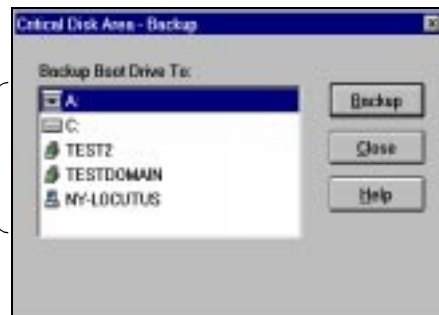 Critical Disk Area - Backup
Backup Boot Drive To:
A:
C:
TEST2
TESTDOMAIN
NY-LOCUTUS
Backup
Close
Help